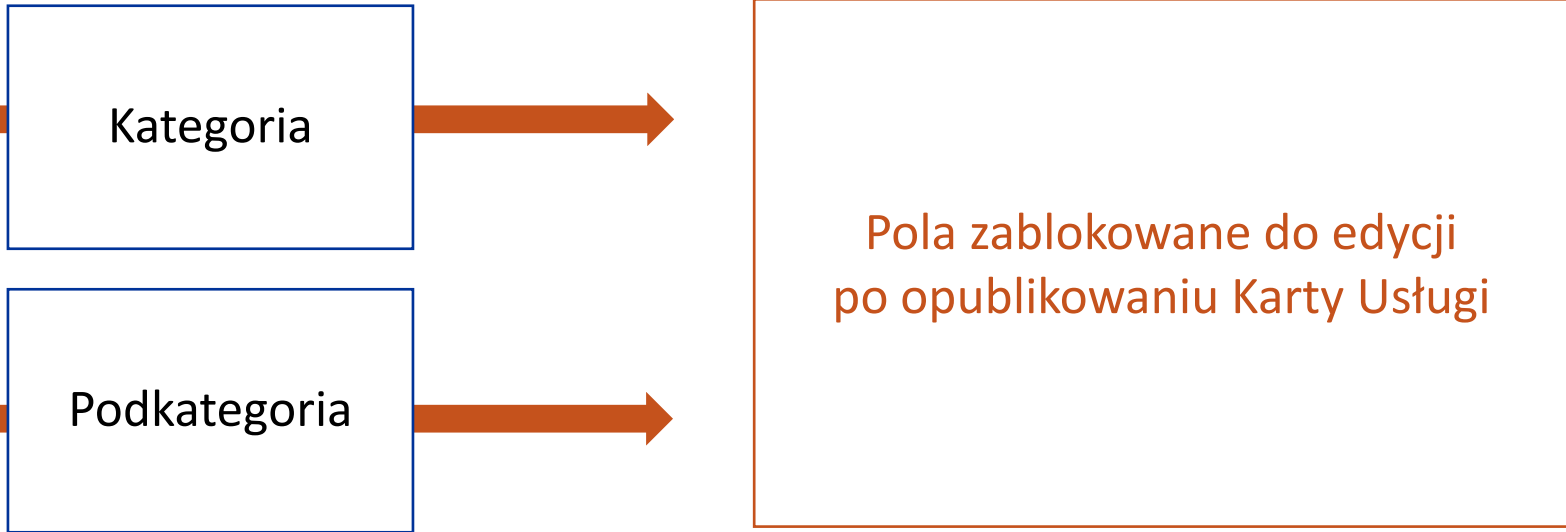 Kategoria
Podkategoria
Pola zablokowane do edycji
po opublikowaniu Karty Usługi